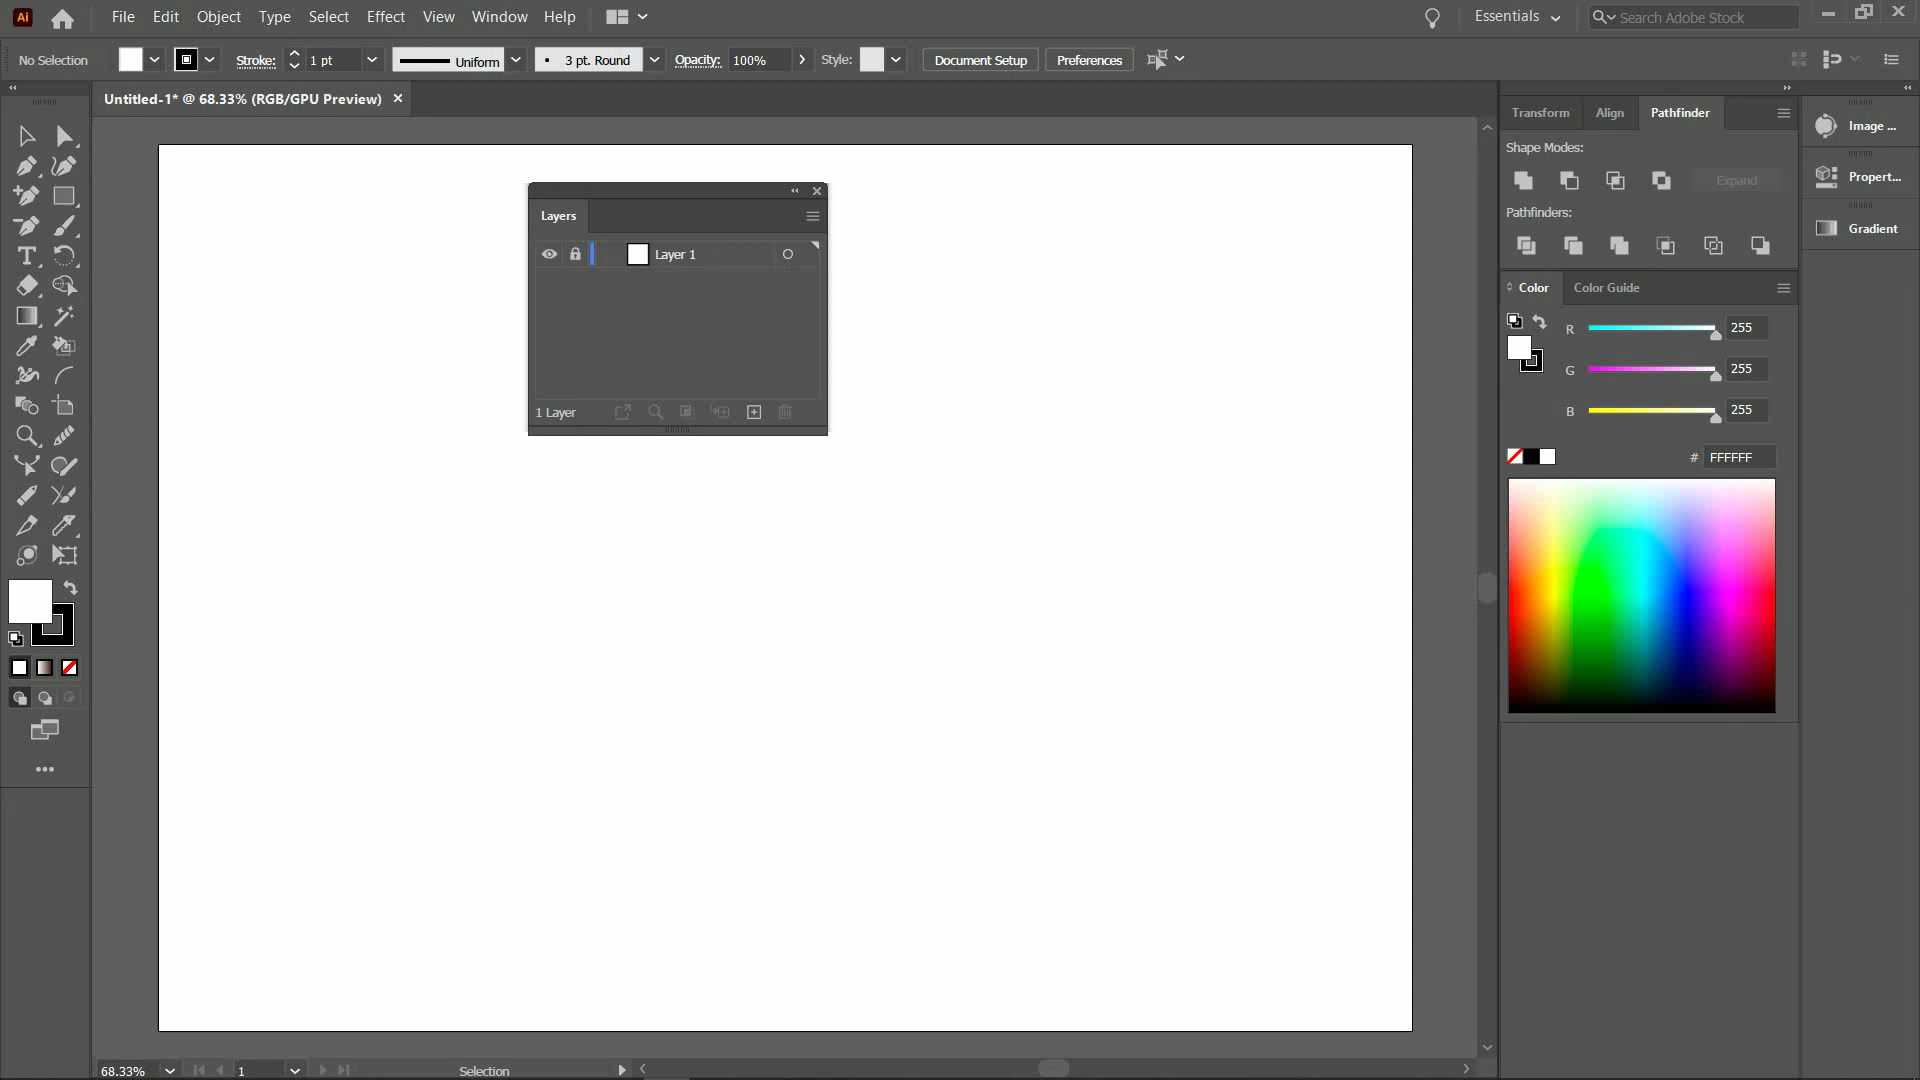 Ai File Edit Object Type Select Effect View Window Help Essentials Search Adobe Stock
No Selection Stroke: 1 pt Uniform 3 pt. Round Opacity: 100% Style: Document Setup Preferences
Untitled-1* @ 68.33% (RGB/GPU Preview)
Transform Align Pathfinder
Image ...
Shape Modes:
Propert...
Expand
Pathfinders:
Gradient
Layers
Layer 1
1 Layer
Color Color Guide
R 255
G 255
B 255
# FFFFFF
68.33% 1 Selection